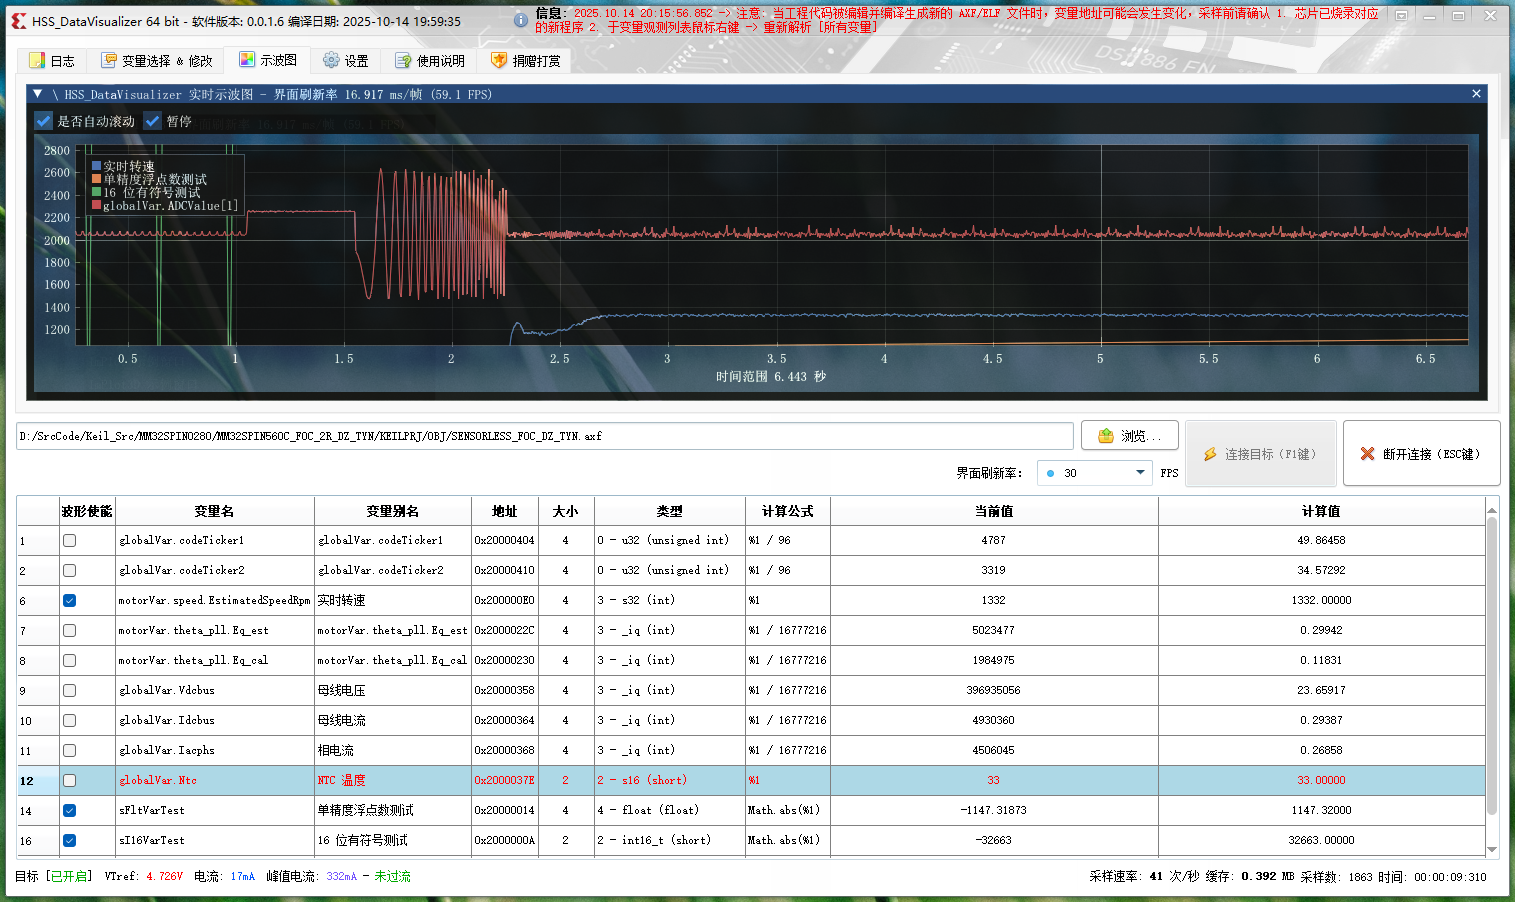 HSS_DataVisualizer 64 bit - 软件版本: 0.0.1.6 编译日期: 2025-10-14 19:59:35
信息: 2025.10.14 20:15:56.852 -> 注意: 当工程代码被编辑并编译生成新的 AXF/ELF 文件时，变量地址可能会发生变化，采样前请确认 1. 芯片已烧录对应
的新程序 2. 于变量观测列表鼠标右键 -> 重新解析 [所有变量]
日志 变量选择 & 修改 示波图 设置 使用说明 捐赠打赏
\ HSS_DataVisualizer 实时示波图 - 界面刷新率 16.917 ms/帧 (59.1 FPS)
是否自动滚动 暂停
2800
2600
2400
2200
2000
1800
1600
1400
1200
实时转速
单精度浮点数测试
16 位有符号测试
globalVar.ADCValue[1]
0.5 1 1.5 2 2.5 3 3.5 4 4.5 5 5.5 6 6.5
时间范围 6.443 秒
D:/SrcCode/Keil_Src/MM32SPIN0280/MM32SPIN560C_FOC_2R_DZ_TYN/KEILPRJ/OBJ/SENSORLESS_FOC_DZ_TYN.axf
浏览...
连接目标（F1键）
断开连接（ESC键）
界面刷新率: 30 FPS
波形使能 变量名 变量别名 地址 大小 类型 计算公式 当前值 计算值
1 globalVar.codeTicker1 globalVar.codeTicker1 0x20000404 4 0 - u32 (unsigned int) %1 / 96 4787 49.86458
2 globalVar.codeTicker2 globalVar.codeTicker2 0x20000410 4 0 - u32 (unsigned int) %1 / 96 3319 34.57292
6 motorVar.speed.EstimatedSpeedRpm 实时转速 0x200000E0 4 3 - s32 (int) %1 1332 1332.00000
7 motorVar.theta_pll.Eq_est motorVar.theta_pll.Eq_est 0x2000022C 4 3 - _iq (int) %1 / 16777216 5023477 0.29942
8 motorVar.theta_pll.Eq_cal motorVar.theta_pll.Eq_cal 0x20000230 4 3 - _iq (int) %1 / 16777216 1984975 0.11831
9 globalVar.Vdcbus 母线电压 0x20000358 4 3 - _iq (int) %1 / 16777216 396935056 23.65917
10 globalVar.Idcbus 母线电流 0x20000364 4 3 - _iq (int) %1 / 16777216 4930360 0.29387
11 globalVar.Iacphs 相电流 0x20000368 4 3 - _iq (int) %1 / 16777216 4506045 0.26858
12 globalVar.Ntc NTC 温度 0x2000037E 2 2 - s16 (short) %1 33 33.00000
14 sFltVarTest 单精度浮点数测试 0x20000014 4 4 - float (float) Math.abs(%1) -1147.31873 1147.32000
16 sI16VarTest 16 位有符号测试 0x2000000A 2 2 - int16_t (short) Math.abs(%1) -32663 32663.00000
目标 [已开启] VTref: 4.726V 电流: 17mA 峰值电流: 332mA - 未过流
采样速率: 41 次/秒 缓存: 0.392 MB 采样数: 1863 时间: 00:00:09:310